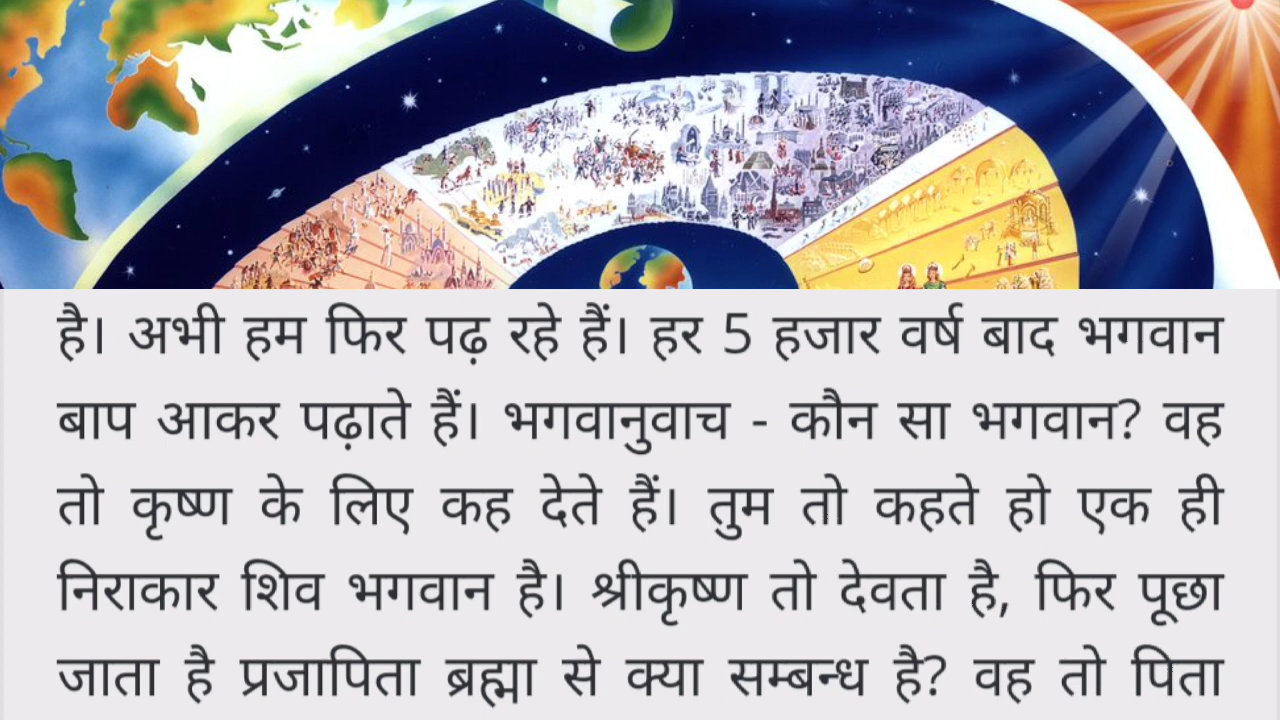 है। अभी हम फिर पढ़ रहे हैं। हर 5 हजार वर्ष बाद भगवान
बाप आकर पढ़ाते हैं। भगवानुवाच - कौन सा भगवान? वह
तो कृष्ण के लिए कह देते हैं। तुम तो कहते हो एक ही
निराकार शिव भगवान है। श्रीकृष्ण तो देवता है, फिर पूछा
जाता है प्रजापिता ब्रह्मा से क्या सम्बन्ध है? वह तो पिता